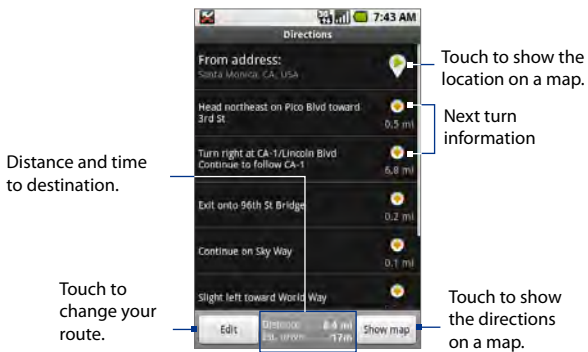 3G
7:43 AM
Directions
From address:
Santa Monica, CA, USA
Head northeast on Pico Blvd toward
3rd St
0.5 mi
Turn right at CA-1/Lincoln Blvd
Continue to follow CA-1
6.8 mi
Exit onto 96th St Bridge
0.2 mi
Continue on Sky Way
0.1 mi
Slight left toward World Way
Edit
Distance
mi
17m
Show map
Touch to show the
location on a map.
Next turn
information
Distance and time
to destination.
Touch to
change your
route.
Touch to show
the directions
on a map.